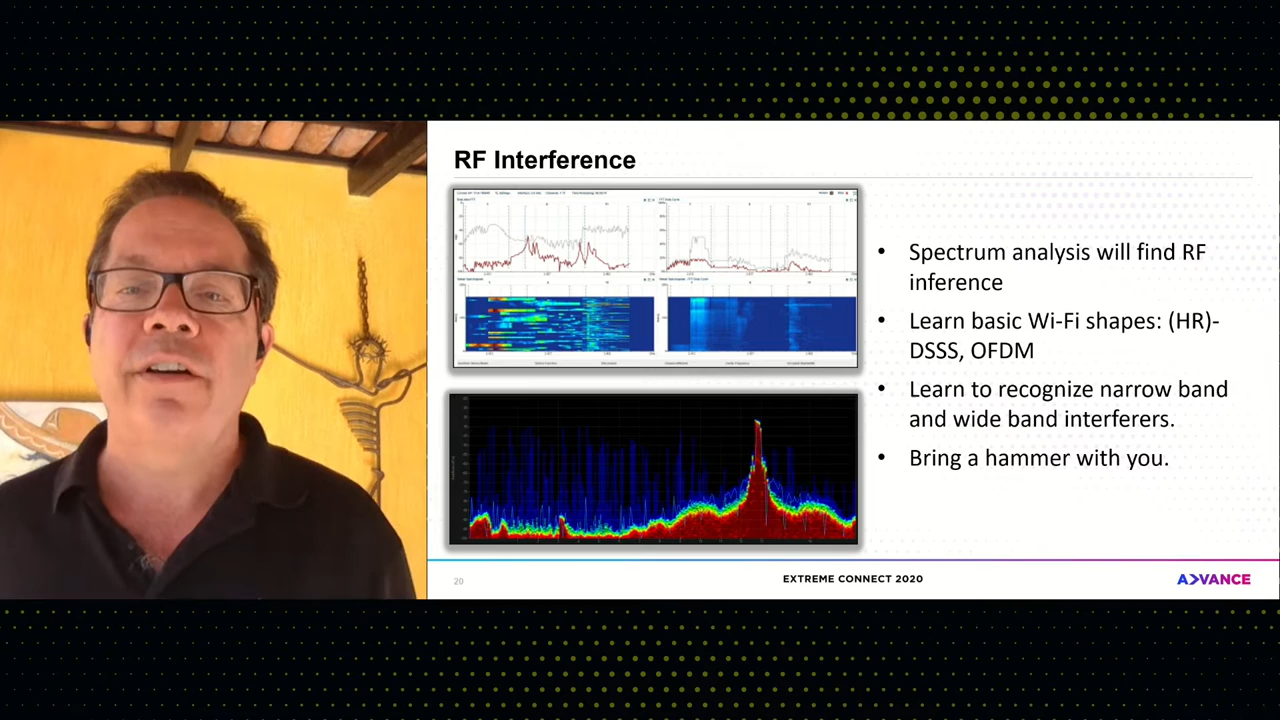 RF Interference
• Spectrum analysis will find RF
inference
• Learn basic Wi-Fi shapes: (HR)-
DSSS, OFDM
• Learn to recognize narrow band
and wide band interferers.
• Bring a hammer with you.
20
EXTREME CONNECT 2020
ADVANCE